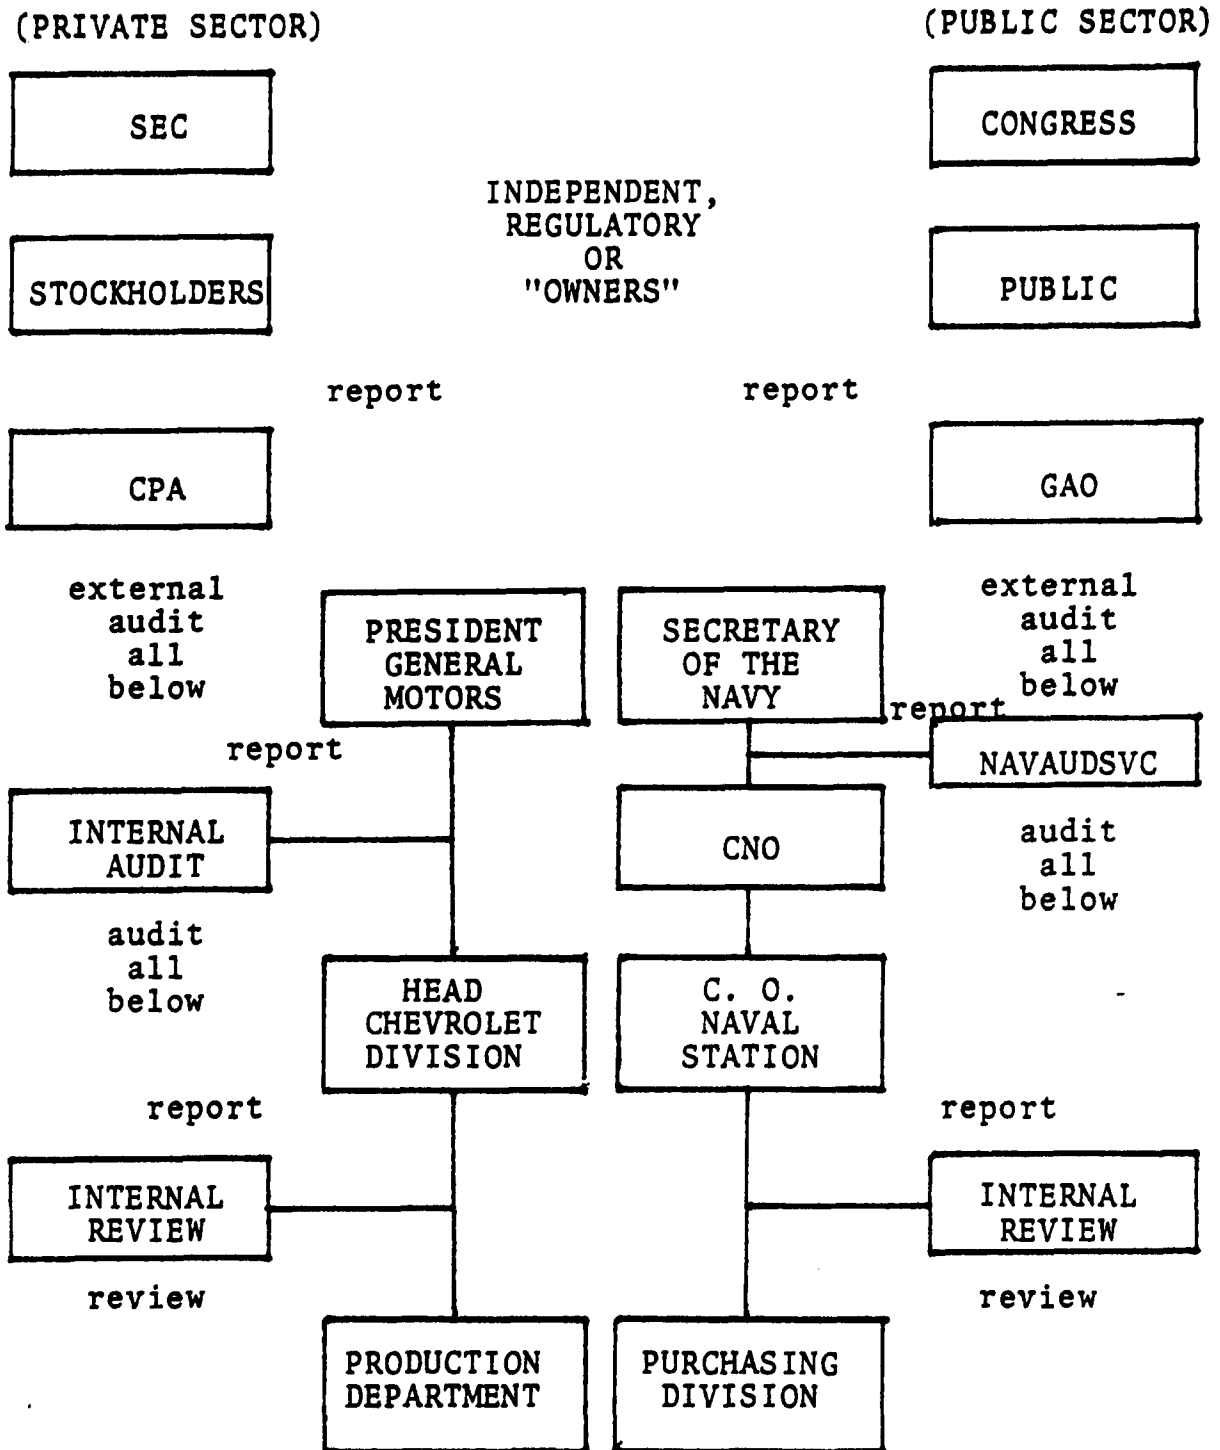 (PRIVATE SECTOR)
(PUBLIC SECTOR)
SEC
CONGRESS
INDEPENDENT,
REGULATORY
OR
"OWNERS"
STOCKHOLDERS
PUBLIC
report
report
CPA
GAO
external
audit
all
below
PRESIDENT
GENERAL
MOTORS
SECRETARY
OF THE
NAVY
external
audit
all
below
report
report
NAVAUDSVC
INTERNAL
AUDIT
CNO
audit
all
below
audit
all
below
HEAD
CHEVROLET
DIVISION
C. O.
NAVAL
STATION
report
report
INTERNAL
REVIEW
INTERNAL
REVIEW
review
review
PRODUCTION
DEPARTMENT
PURCHASING
DIVISION